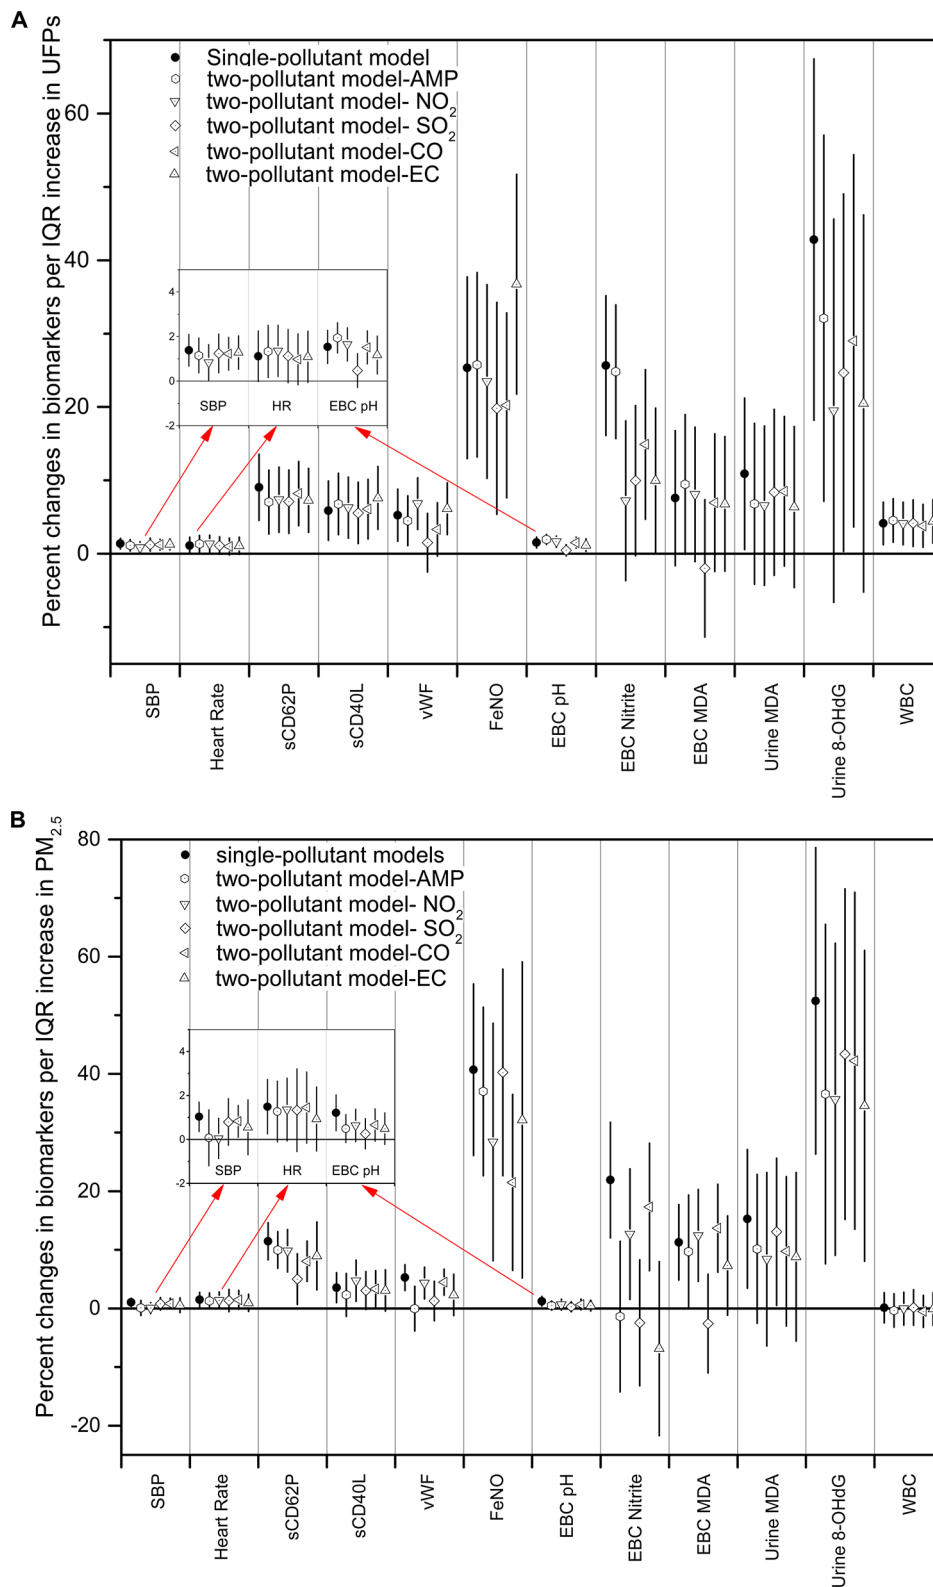 A
Percent changes in biomarkers per IQR increase in UFPs
60
40
20
0
Single-pollutant model
two-pollutant model-AMP
two-pollutant model- NO2
two-pollutant model- SO2
two-pollutant model-CO
two-pollutant model-EC
4
2
0
-2
SBP HR EBC pH
SBP
Heart Rate
sCD62P
sCD40L
vWF
FeNO
EBC pH
EBC Nitrite
EBC MDA
Urine MDA
Urine 8-OHdG
WBC
B
Percent changes in biomarkers per IQR increase in PM2.5
80
60
40
20
0
-20
single-pollutant models
two-pollutant model-AMP
two-pollutant model- NO2
two-pollutant model- SO2
two-pollutant model-CO
two-pollutant model-EC
4
2
0
-2
SBP HR EBC pH
SBP
Heart Rate
sCD62P
sCD40L
vWF
FeNO
EBC pH
EBC Nitrite
EBC MDA
Urine MDA
Urine 8-OHdG
WBC